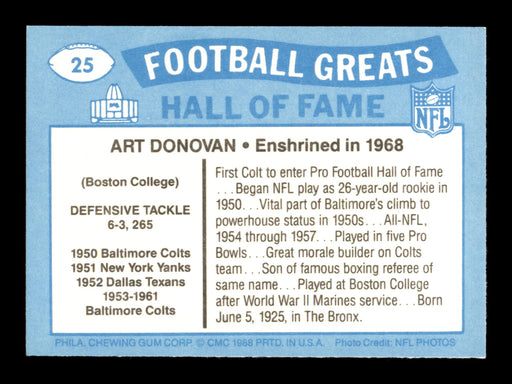 25
FOOTBALL GREATS
HALL OF FAME
NFL
ART DONOVAN • Enshrined in 1968
(Boston College)
DEFENSIVE TACKLE
6-3, 265
1950 Baltimore Colts
1951 New York Yanks
1952 Dallas Texans
1953-1961
Baltimore Colts
First Colt to enter Pro Football Hall of Fame
. . . Began NFL play as 26-year-old rookie in
1950. . . Vital part of Baltimore's climb to
powerhouse status in 1950s. . . All-NFL,
1954 through 1957. . . Played in five Pro
Bowls. . . Great morale builder on Colts
team. . . Son of famous boxing referee of
same name. . . Played at Boston College
after World War II Marines service. . . Born
June 5, 1925, in The Bronx.
PHILA. CHEWING GUM CORP. © CMC 1988 PRTD. IN U.S.A. Photo Credit: NFL PHOTOS